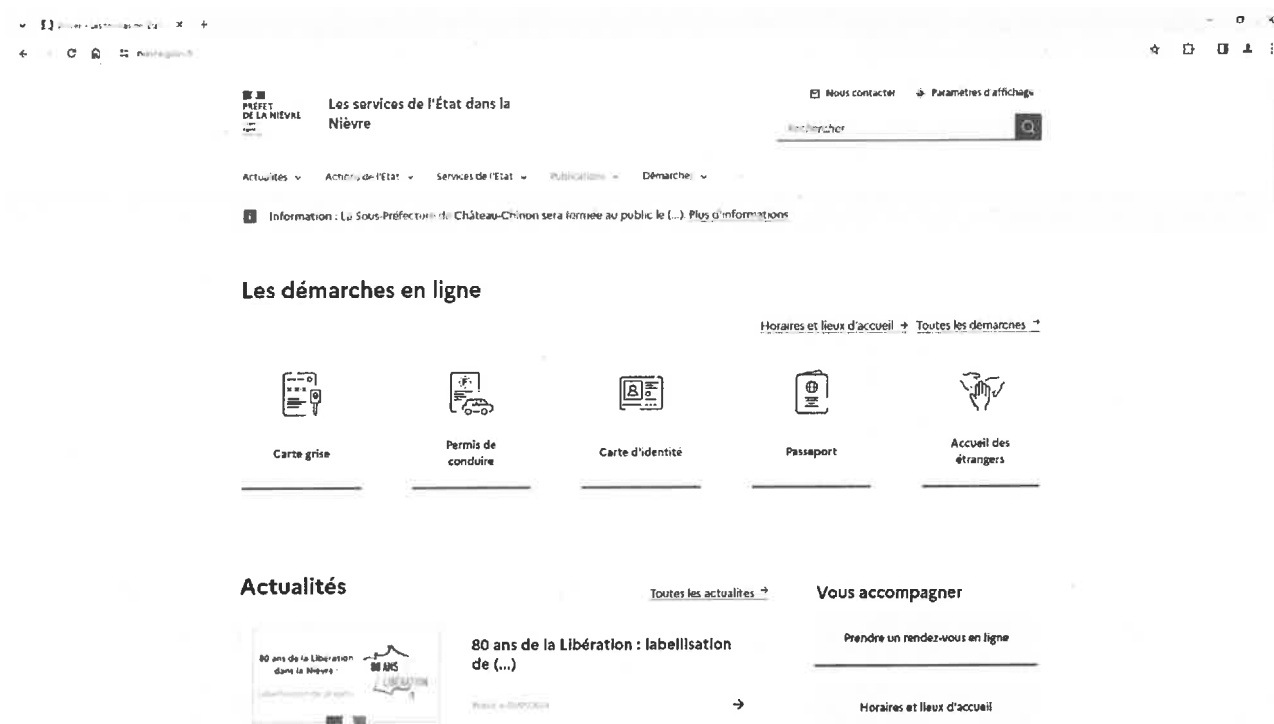 PRÉFET
DE LA NIÈVRE
Les services de l'État dans la
Nièvre
Nous contacter
Paramètres d'affichage
Rechercher
Actualités
Actions de l'État
Services de l'État
Publications
Démarches
Information : La Sous-Préfecture de Château-Chinon sera fermée au public le (...). Plus d'informations
Les démarches en ligne
Horaires et lieux d'accueil → Toutes les démarches →
Carte grise
Permis de
conduire
Carte d'identité
Passeport
Accueil des
étrangers
Actualités
Toutes les actualités →
80 ans de la Libération
dans la Nièvre :
80 ANS
LIBÉRATION
80 ans de la Libération : labellisation
de (...)
→
Vous accompagner
Prendre un rendez-vous en ligne
Horaires et lieux d'accueil